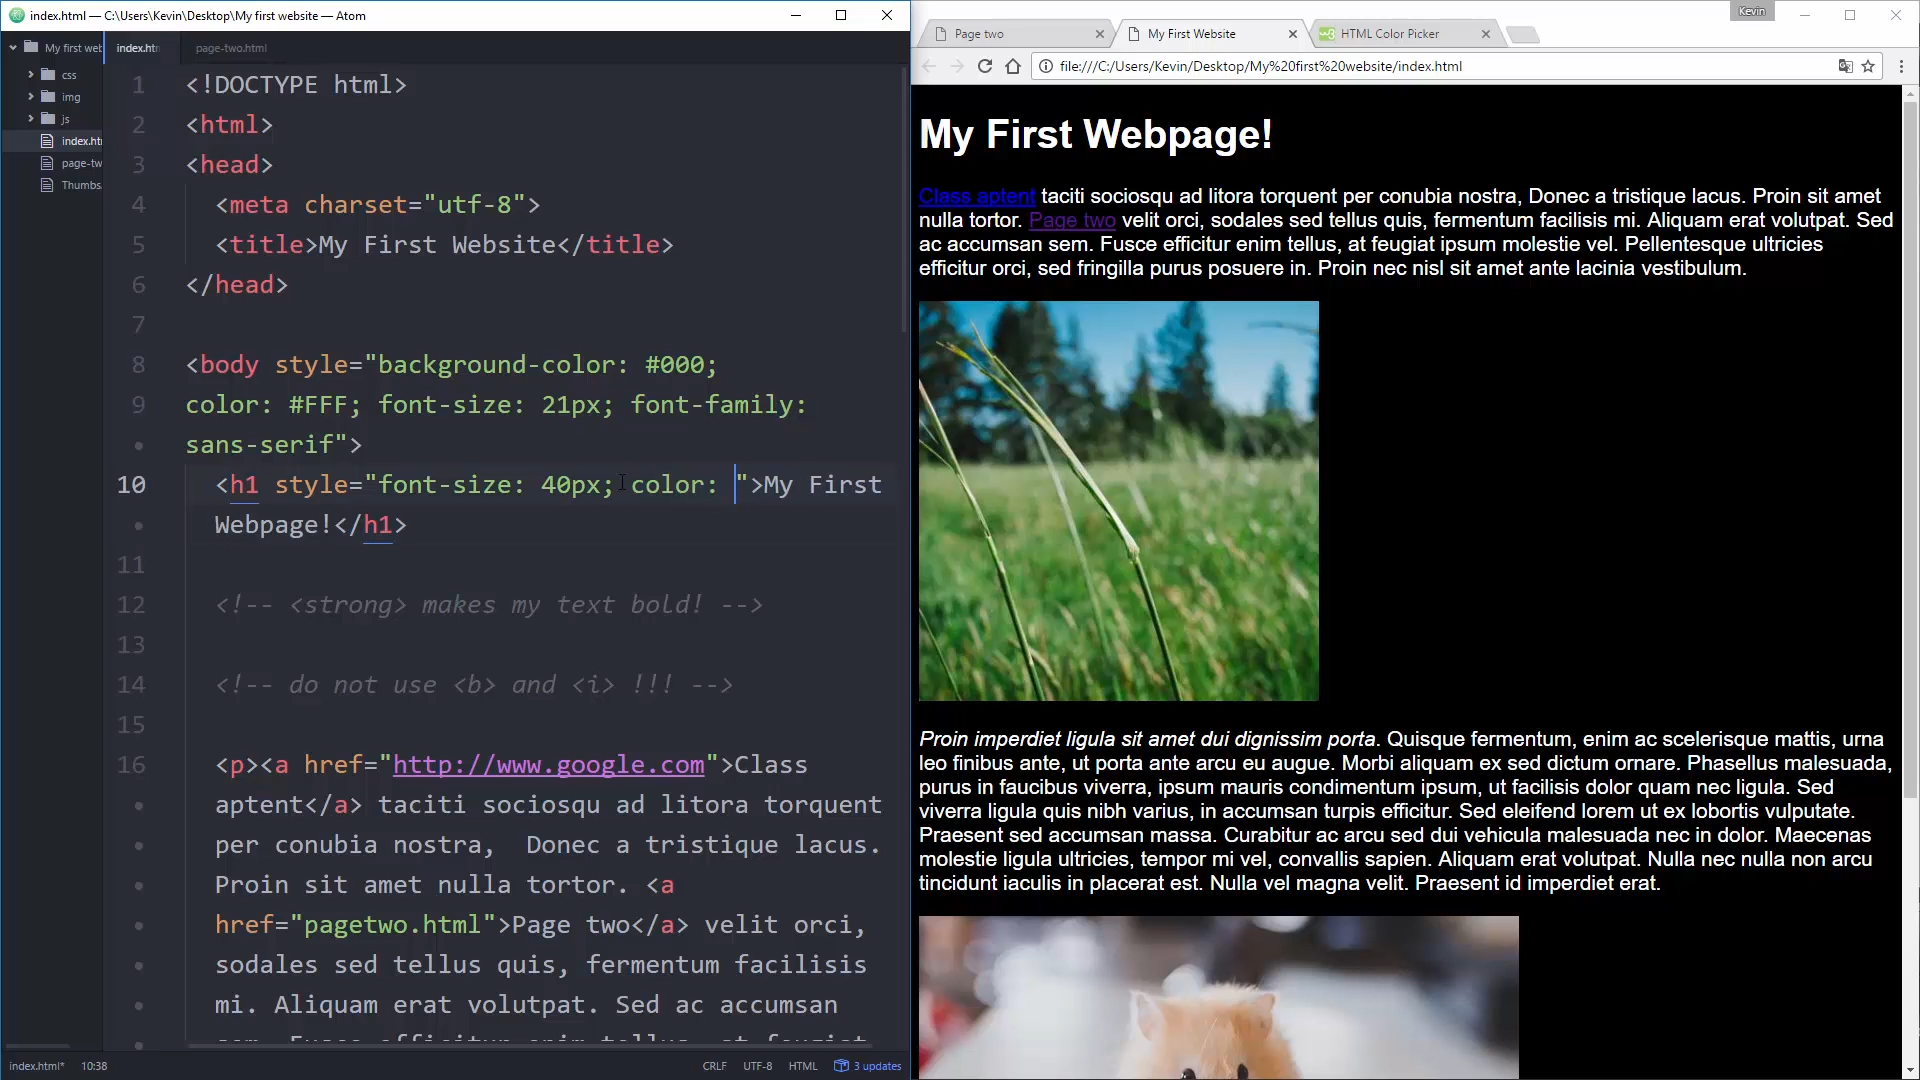 index.html — C:\Users\Kevin\Desktop\My first website — Atom
My first wet
css
img
js
index.ht
page-tw
Thumbs.
index.ht
page-two.html
1 <!DOCTYPE html>
2 <html>
3 <head>
4 <meta charset="utf-8">
5 <title>My First Website</title>
6 </head>
7
8 <body style="background-color: #000;
9 color: #FFF; font-size: 21px; font-family:
sans-serif">
10 <h1 style="font-size: 40px; color: ">My First
Webpage!</h1>
11
12 <!-- <strong> makes my text bold! -->
13
14 <!-- do not use <b> and <i> !!! -->
15
16 <p><a href="http://www.google.com">Class
aptent</a> taciti sociosqu ad litora torquent
per conubia nostra,  Donec a tristique lacus.
Proin sit amet nulla tortor. <a
href="pagetwo.html">Page two</a> velit orci,
sodales sed tellus quis, fermentum facilisis
mi. Aliquam erat volutpat. Sed ac accumsan
index.html* 10:38 CRLF UTF-8 HTML 3 updates
Kevin
Page two
My First Website
HTML Color Picker
file:///C:/Users/Kevin/Desktop/My%20first%20website/index.html
My First Webpage!
Class aptent taciti sociosqu ad litora torquent per conubia nostra, Donec a tristique lacus. Proin sit amet
nulla tortor. Page two velit orci, sodales sed tellus quis, fermentum facilisis mi. Aliquam erat volutpat. Sed
ac accumsan sem. Fusce efficitur enim tellus, at feugiat ipsum molestie vel. Pellentesque ultricies
efficitur orci, sed fringilla purus posuere in. Proin nec nisl sit amet ante lacinia vestibulum.
Proin imperdiet ligula sit amet dui dignissim porta. Quisque fermentum, enim ac scelerisque mattis, urna
leo finibus ante, ut porta ante arcu eu augue. Morbi aliquam ex sed dictum ornare. Phasellus malesuada,
purus in faucibus viverra, ipsum mauris condimentum ipsum, ut facilisis dolor quam nec ligula. Sed
viverra ligula quis nibh varius, in accumsan turpis efficitur. Sed eleifend lorem ut ex lobortis vulputate.
Praesent sed accumsan massa. Curabitur ac arcu sed dui vehicula malesuada nec in dolor. Maecenas
molestie ligula ultricies, tempor mi vel, convallis sapien. Aliquam erat volutpat. Nulla nec nulla non arcu
tincidunt iaculis in placerat est. Nulla vel magna velit. Praesent id imperdiet erat.